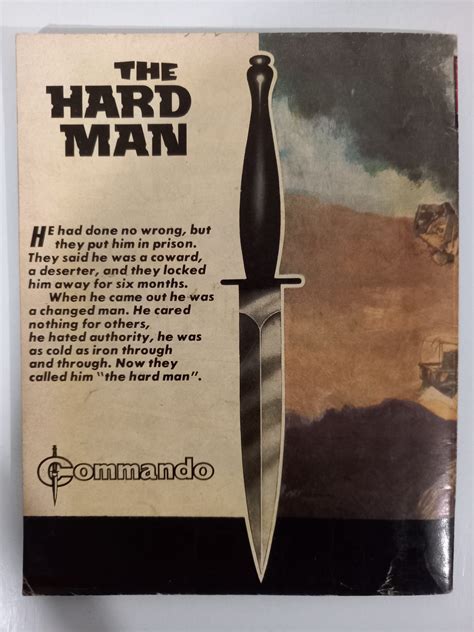 THE
HARD
MAN
HE had done no wrong, but
they put him in prison.
They said he was a coward,
a deserter, and they locked
him away for six months.
When he came out he was
a changed man. He cared
nothing for others,
he hated authority, he was
as cold as iron through
and through. Now they
called him "the hard man".
Commando